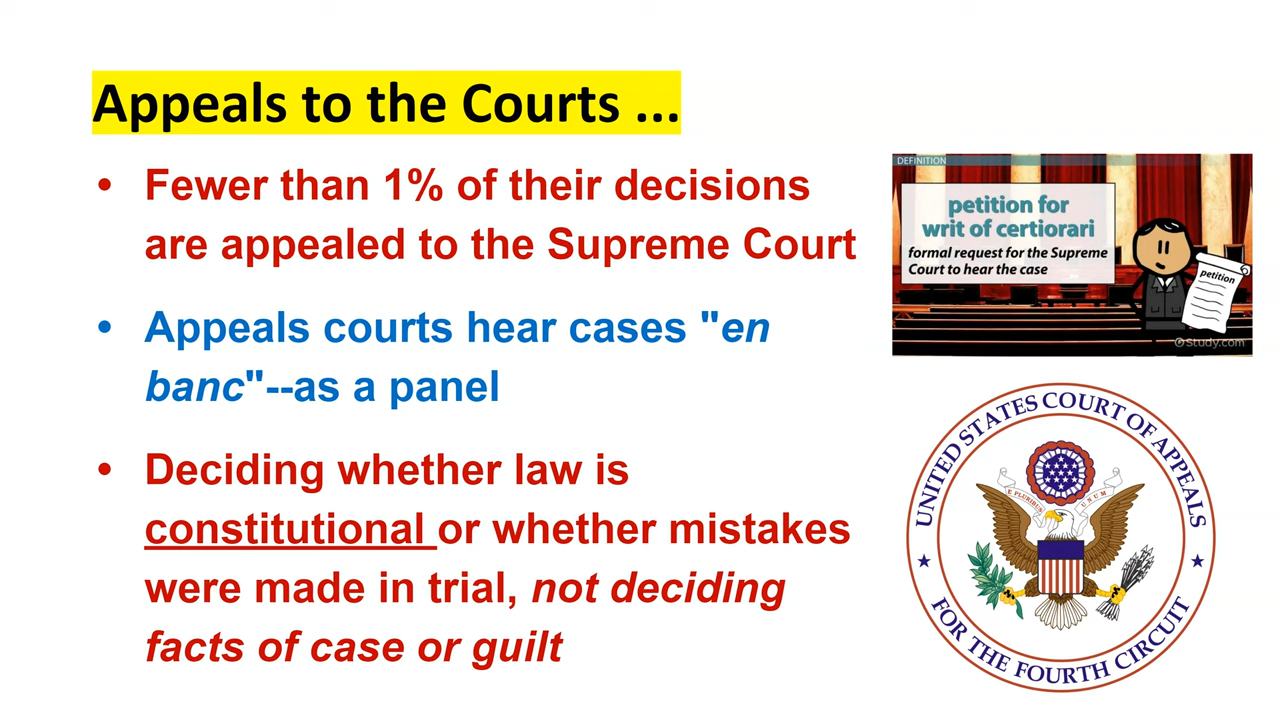 Appeals to the Courts ...
• Fewer than 1% of their decisions
are appealed to the Supreme Court
• Appeals courts hear cases "en
banc"--as a panel
• Deciding whether law is
constitutional or whether mistakes
were made in trial, not deciding
facts of case or guilt
DEFINITION
petition for
writ of certiorari
formal request for the Supreme
Court to hear the case
petition
Study.com
UNITED STATES COURT OF APPEALS
E PLURIBUS UNUM
FOR THE FOURTH CIRCUIT